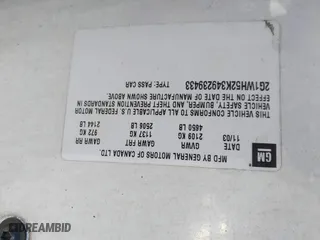 GM
MFD BY GENERAL MOTORS OF CANADA LTD.
DATE GVWR GAWR FRT GAWR RR
11/03 2109 KG 1137 KG 972 KG
4650 LB 2506 LB 2144 LB
THIS VEHICLE CONFORMS TO ALL APPLICABLE U.S. FEDERAL MOTOR
VEHICLE SAFETY, BUMPER, AND THEFT PREVENTION STANDARDS IN
EFFECT ON THE DATE OF MANUFACTURE SHOWN ABOVE.
2G1WH52K349239433 TYPE: PASS CAR
DREAMBID